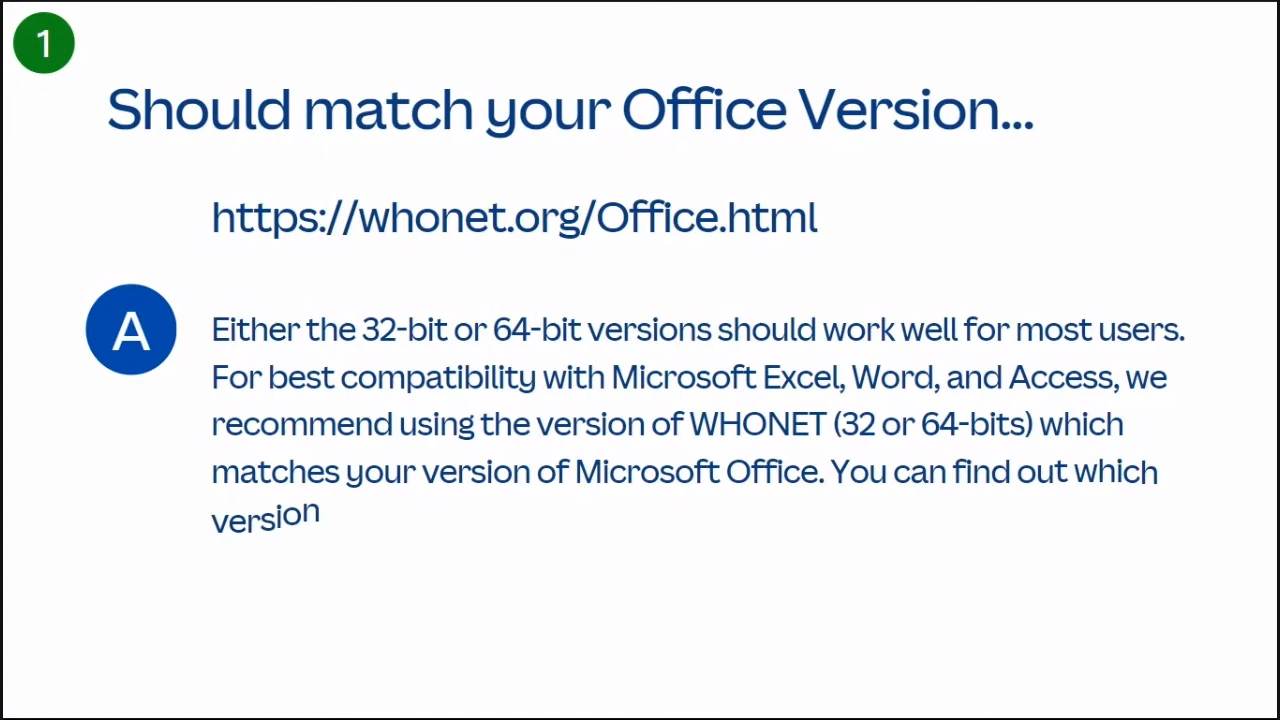 1
Should match your Office Version...
https://whonet.org/Office.html
A
Either the 32-bit or 64-bit versions should work well for most users.
For best compatibility with Microsoft Excel, Word, and Access, we
recommend using the version of WHONET (32 or 64-bits) which
matches your version of Microsoft Office. You can find out which
version